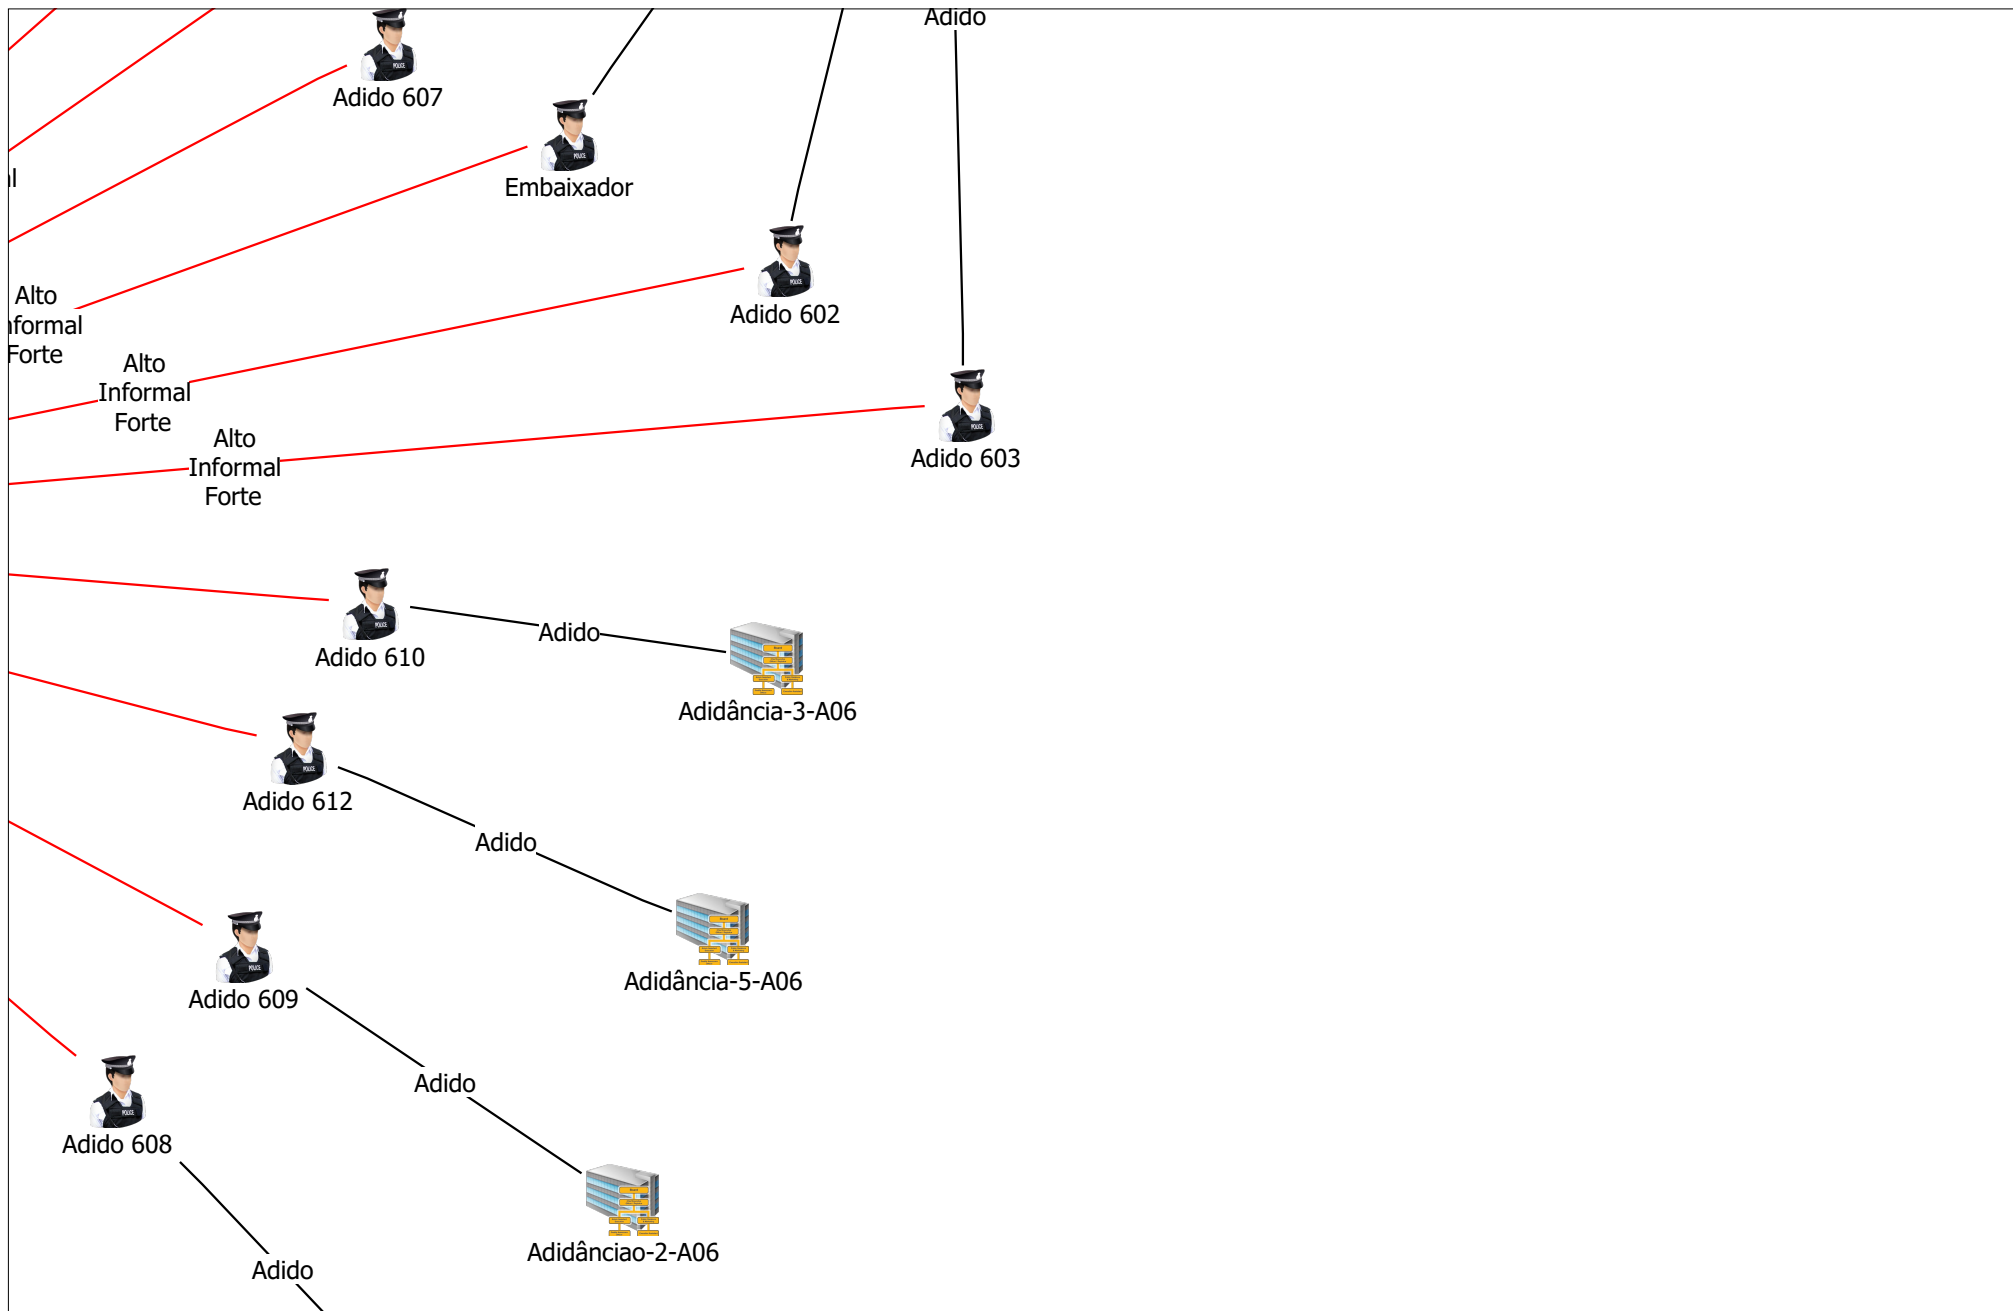 Adido
Adido 607
Embaixador
Alto
Forte
Adido 602
Alto
Informal
Forte
Alto
Informal
Forte
Adido 603
Adido 610
Adido
Adidância-3-A06
Adido 612
Adido
Adidância-5-A06
Adido 609
Adido
Adido 608
Adidânciao-2-A06
Adido